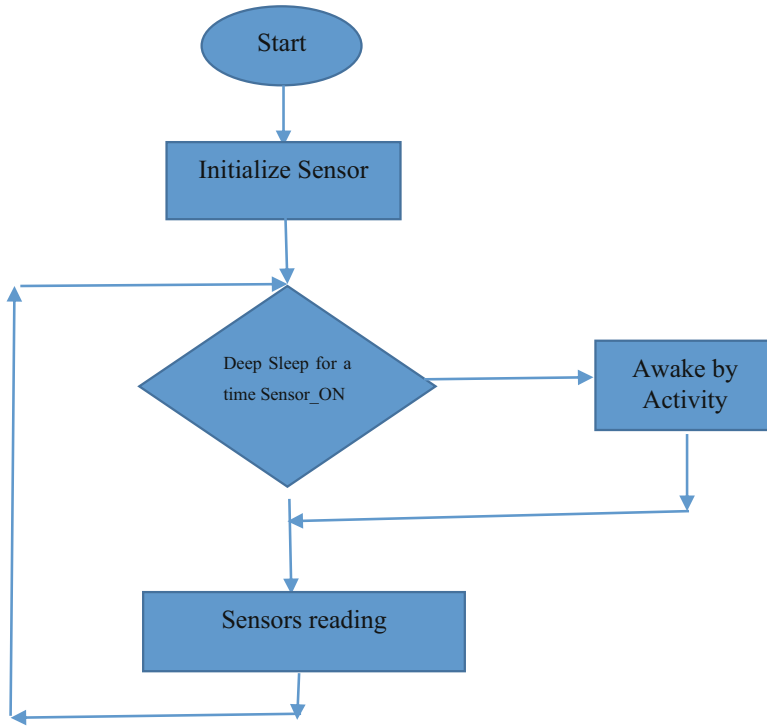 Start
Initialize Sensor
Deep Sleep for a
time Sensor_ON
Awake by
Activity
Sensors reading